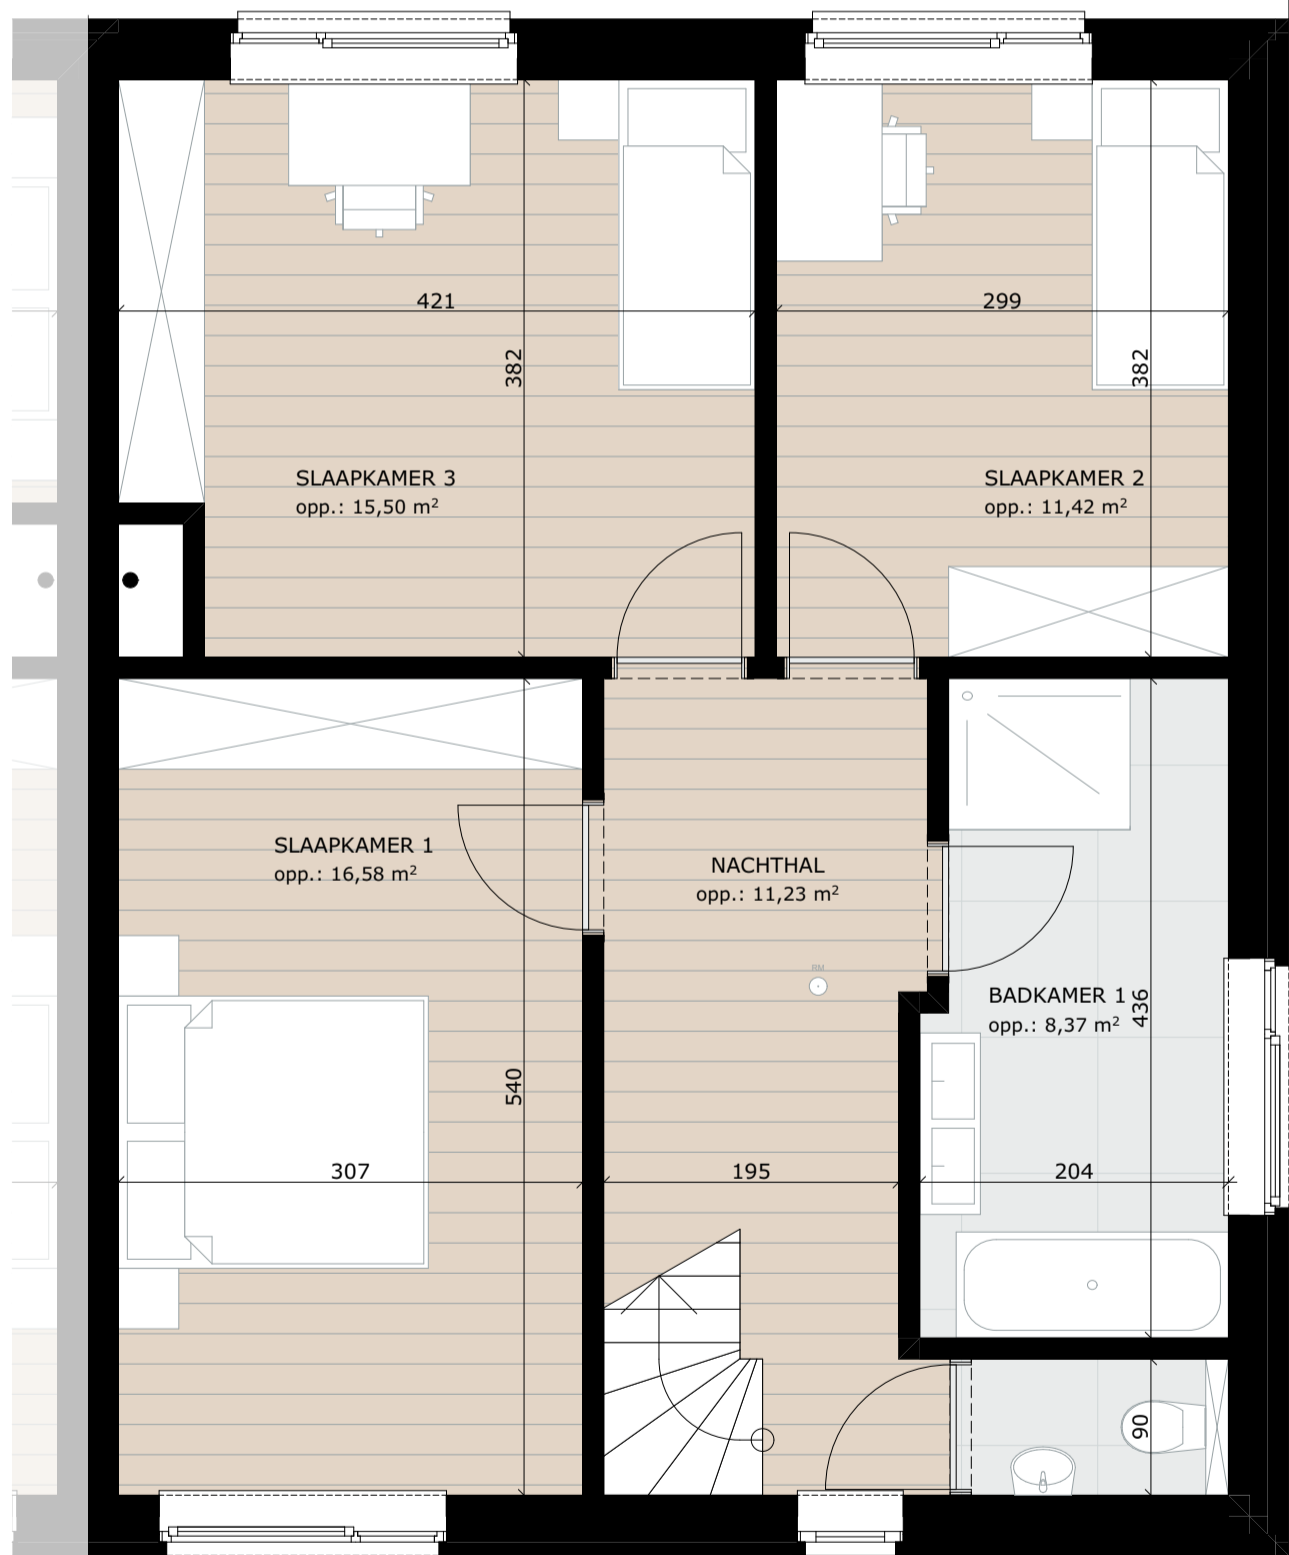 421
299
382
382
SLAAPKAMER 3
opp.: 15,50 m²
SLAAPKAMER 2
opp.: 11,42 m²
SLAAPKAMER 1
opp.: 16,58 m²
NACHTHAL
opp.: 11,23 m²
RM
BADKAMER 1
opp.: 8,37 m²
436
540
307
195
204
90